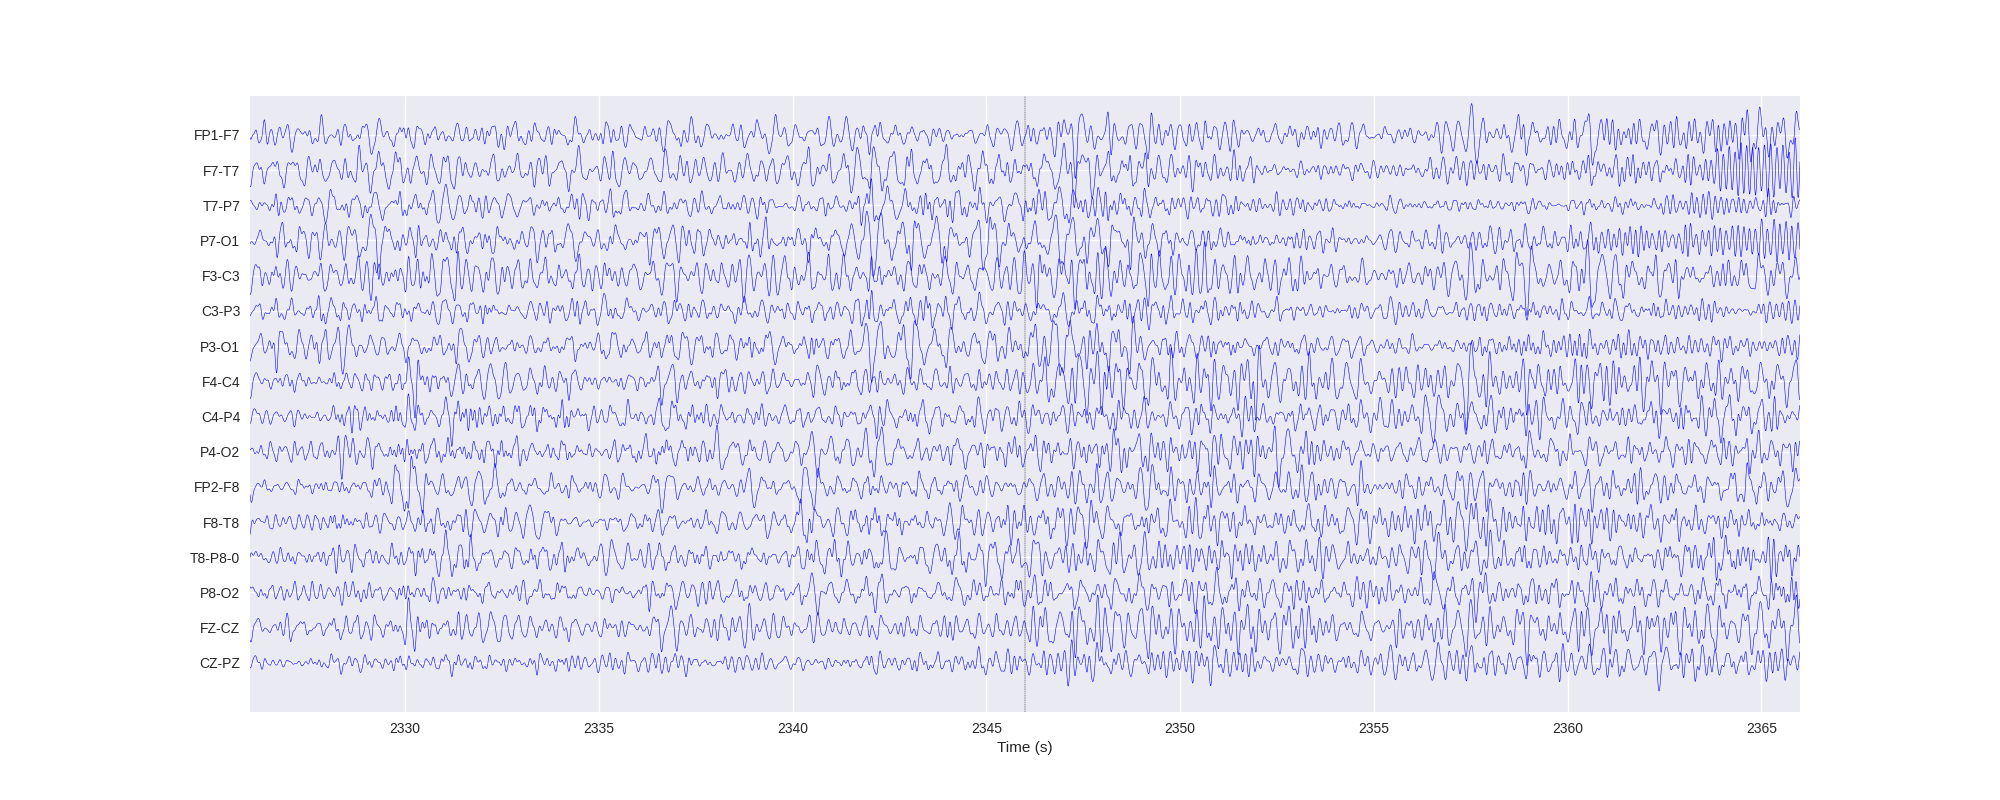 FP1-F7
F7-T7
T7-P7
P7-O1
F3-C3
C3-P3
P3-O1
F4-C4
C4-P4
P4-O2
FP2-F8
F8-T8
T8-P8-0
P8-O2
FZ-CZ
CZ-PZ
2330 2335 2340 2345 2350 2355 2360 2365
Time (s)